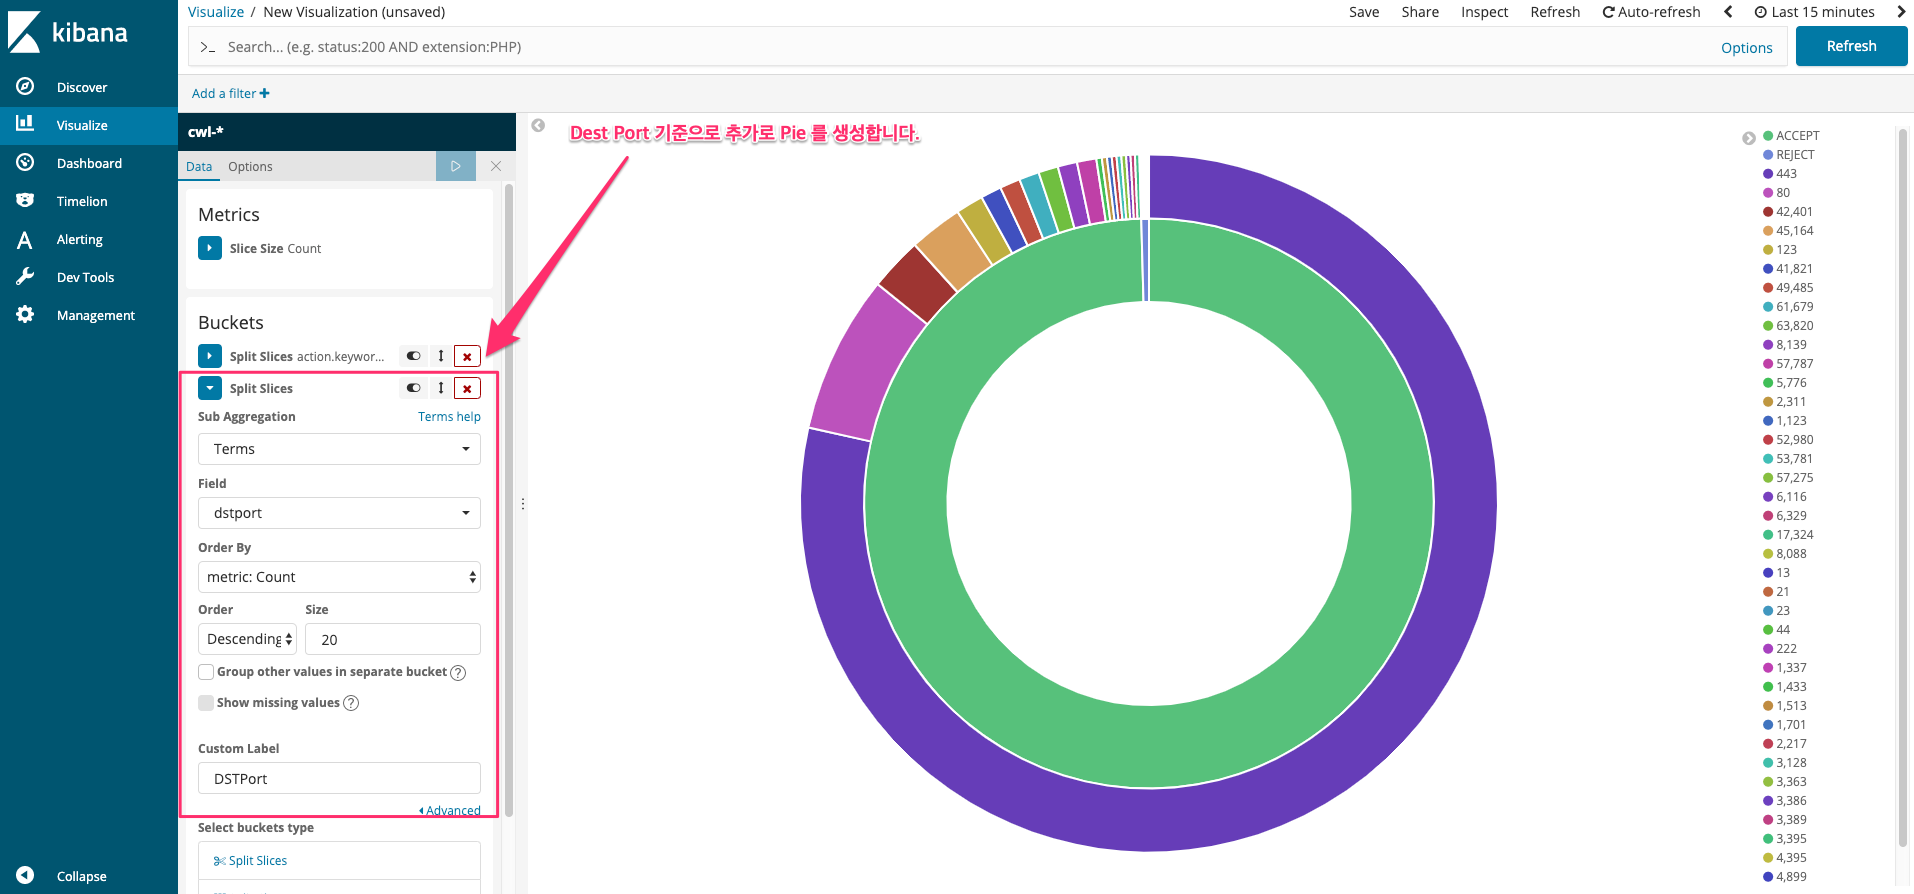 kibana
Discover
Visualize
Dashboard
Timelion
Alerting
Dev Tools
Management
Collapse
Visualize / New Visualization (unsaved)
Save Share Inspect Refresh Auto-refresh Last 15 minutes
>_ Search... (e.g. status:200 AND extension:PHP)
Options
Refresh
Add a filter +
cwl-*
Data Options
Metrics
Slice Size Count
Buckets
Split Slices action.keywor...
Split Slices
Sub Aggregation Terms help
Terms
Field
dstport
Order By
metric: Count
Order Size
Descending 20
Group other values in separate bucket ?
Show missing values ?
Custom Label
DSTPort
Advanced
Select buckets type
Split Slices
Dest Port 기준으로 추가로 Pie 를 생성합니다.
ACCEPT
REJECT
443
80
42,401
45,164
123
41,821
49,485
61,679
63,820
8,139
57,787
5,776
2,311
1,123
52,980
53,781
57,275
6,116
6,329
17,324
8,088
13
21
23
44
222
1,337
1,433
1,513
1,701
2,217
3,128
3,363
3,386
3,389
3,395
4,395
4,899